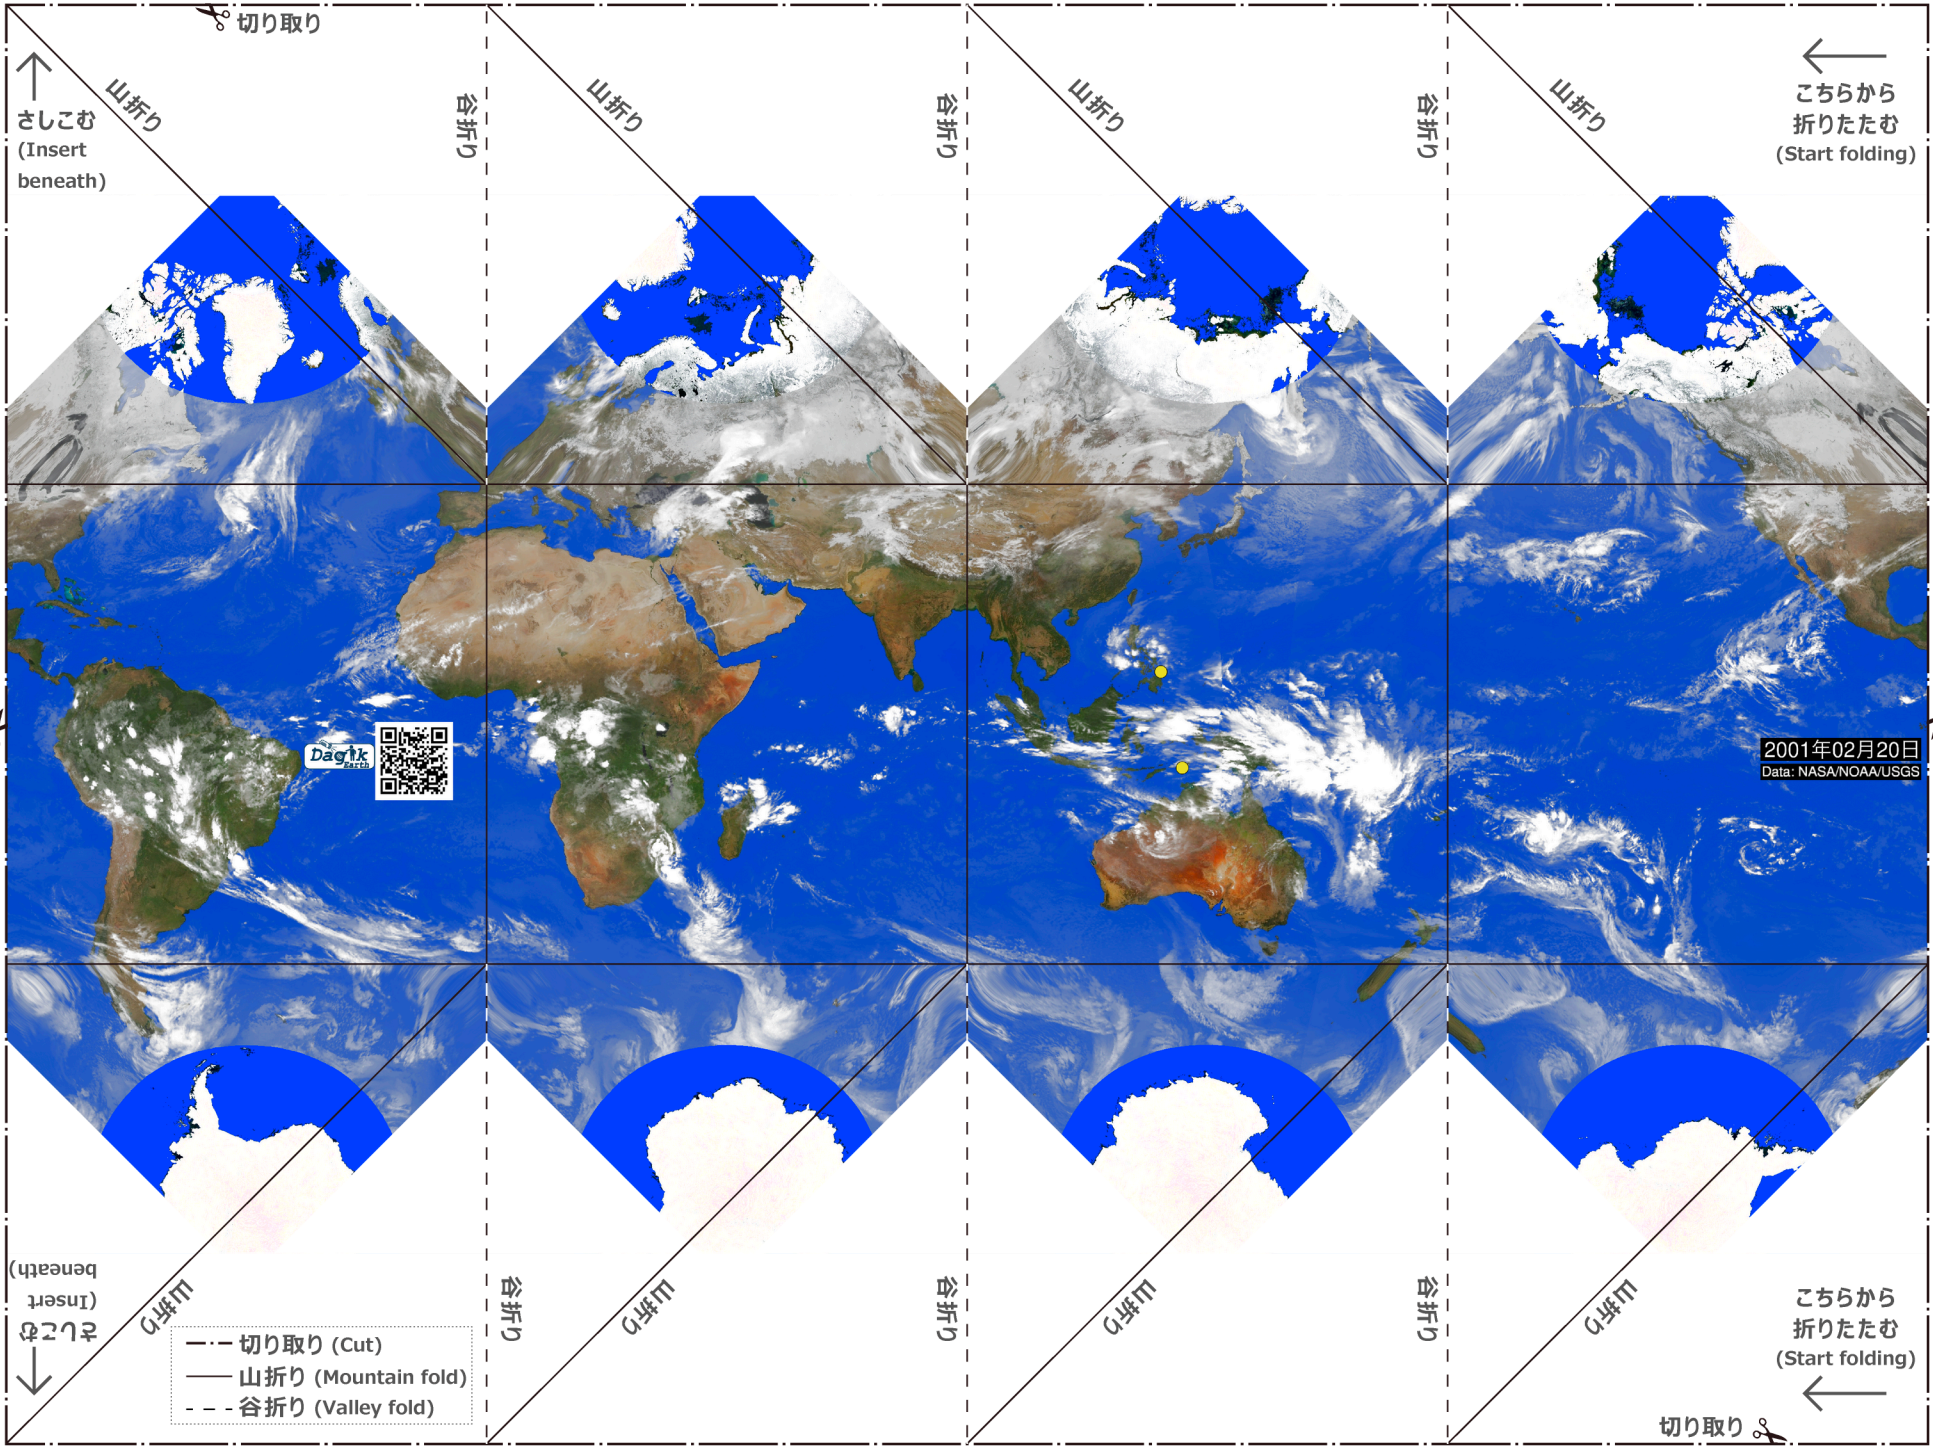 切り取り
山折り
谷折り
山折り
谷折り
山折り
谷折り
山折り
さしこむ
(Insert
beneath)
こちらから
折りたたむ
(Start folding)
Dagik
Earth
2001年02月20日
Data: NASA/NOAA/USGS
さしこむ
(Insert
beneath)
山折り
谷折り
山折り
谷折り
山折り
谷折り
山折り
こちらから
折りたたむ
(Start folding)
切り取り (Cut)
山折り (Mountain fold)
谷折り (Valley fold)
切り取り